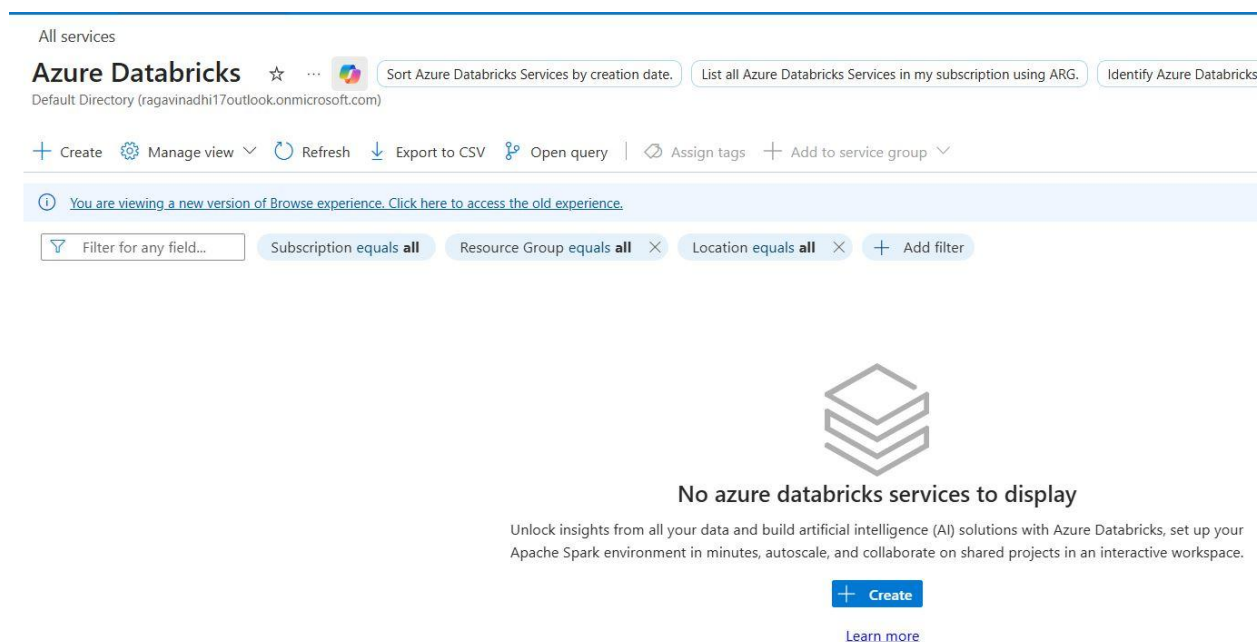 All services
Azure Databricks ☆ ··· Sort Azure Databricks Services by creation date. List all Azure Databricks Services in my subscription using ARG. Identify Azure Databricks
Default Directory (ragavinadhi17outlook.onmicrosoft.com)
+ Create Manage view Refresh Export to CSV Open query Assign tags + Add to service group
You are viewing a new version of Browse experience. Click here to access the old experience.
Filter for any field... Subscription equals all Resource Group equals all × Location equals all × + Add filter
No azure databricks services to display
Unlock insights from all your data and build artificial intelligence (AI) solutions with Azure Databricks, set up your
Apache Spark environment in minutes, autoscale, and collaborate on shared projects in an interactive workspace.
+ Create
Learn more